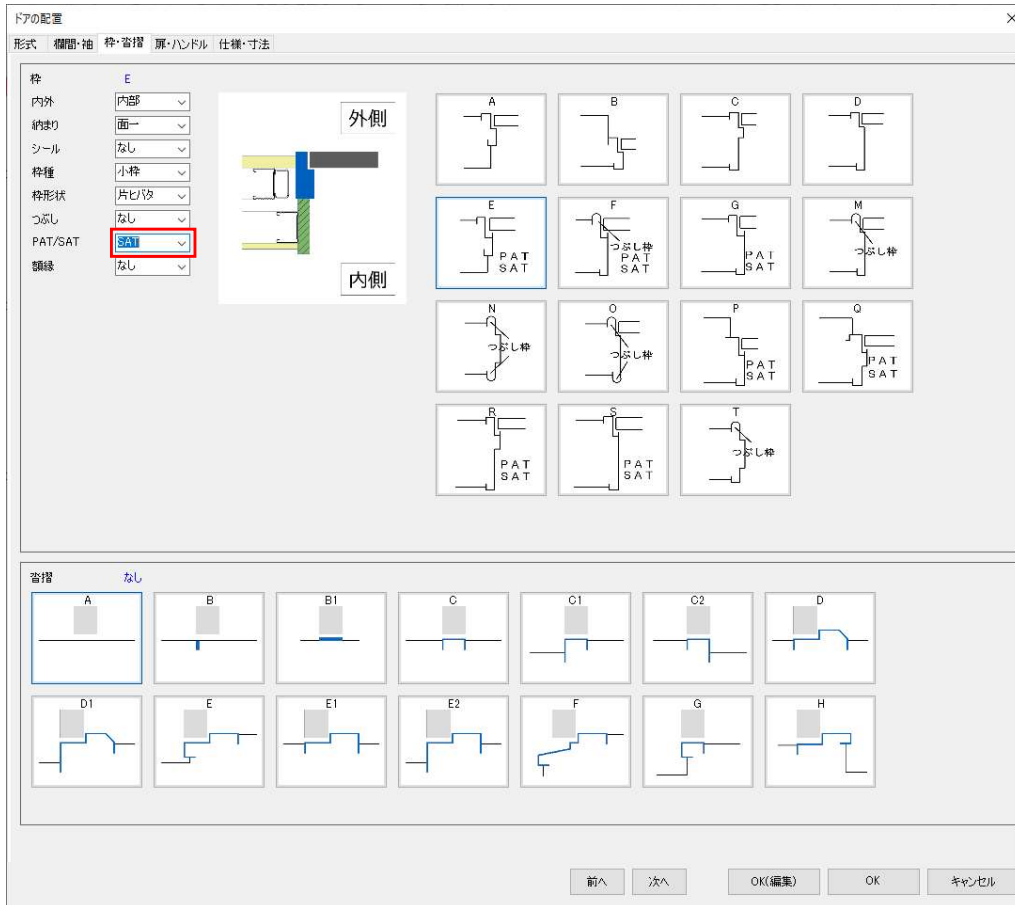 ドアの配置
×
形式 欄間・袖 枠・沓摺 扉・ハンドル 仕様・寸法
枠 E
内外 内部
納まり 面一
シール なし
枠種 小枠
枠形状 片ヒバタ
つぶし なし
PAT/SAT SAT
額縁 なし
外側
内側
A B C D
E F G M
PAT
SAT
つぶし枠
PAT
SAT
PAT
SAT
つぶし枠
N O P Q
つぶし枠
つぶし枠
PAT
SAT
PAT
SAT
R S T
PAT
SAT
PAT
SAT
つぶし枠
沓摺 なし
A B B1 C C1 C2 D
D1 E E1 E2 F G H
前へ 次へ OK(編集) OK キャンセル